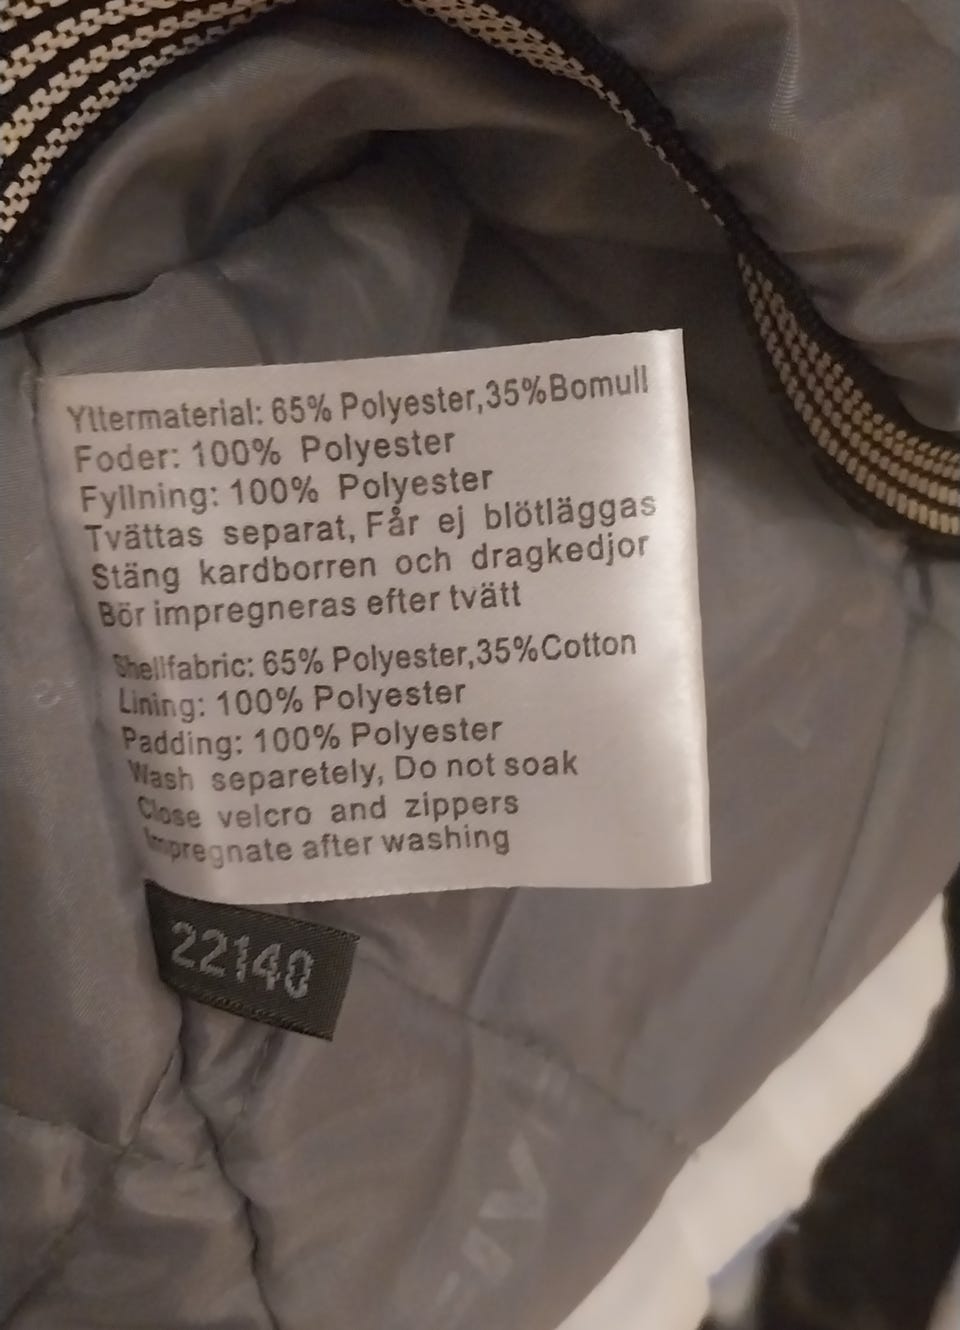 Yttermaterial: 65% Polyester,35%Bomull
Foder: 100% Polyester
Fyllning: 100% Polyester
Tvättas separat, Får ej blötläggas
Stäng kardborren och dragkedjor
Bör impregneras efter tvätt
Shellfabric: 65% Polyester,35%Cotton
Lining: 100% Polyester
Padding: 100% Polyester
Wash separetely, Do not soak
Close velcro and zippers
Impregnate after washing
22140